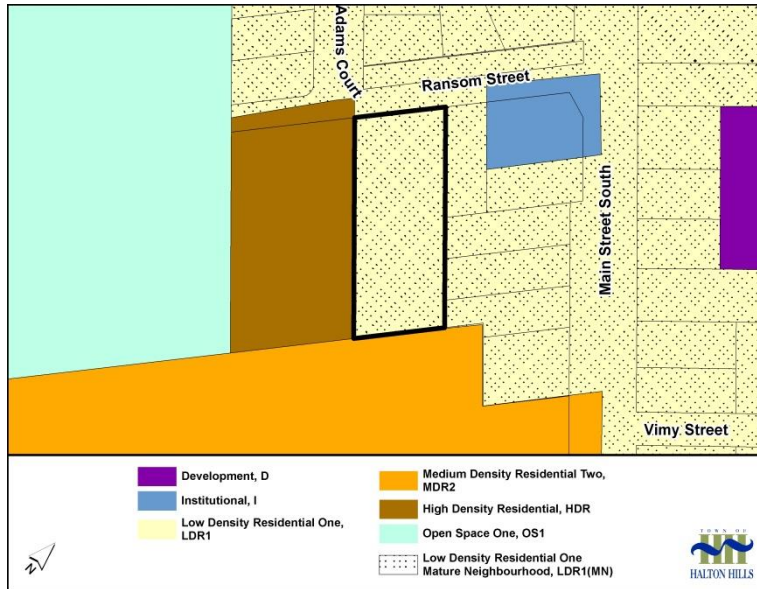 Adams Court
Ransom Street
Main Street South
Vimy Street
Development, D
Institutional, I
Low Density Residential One,
LDR1
Medium Density Residential Two,
MDR2
High Density Residential, HDR
Open Space One, OS1
Low Density Residential One
Mature Neighbourhood, LDR1(MN)
N
TOWN OF
HALTON HILLS